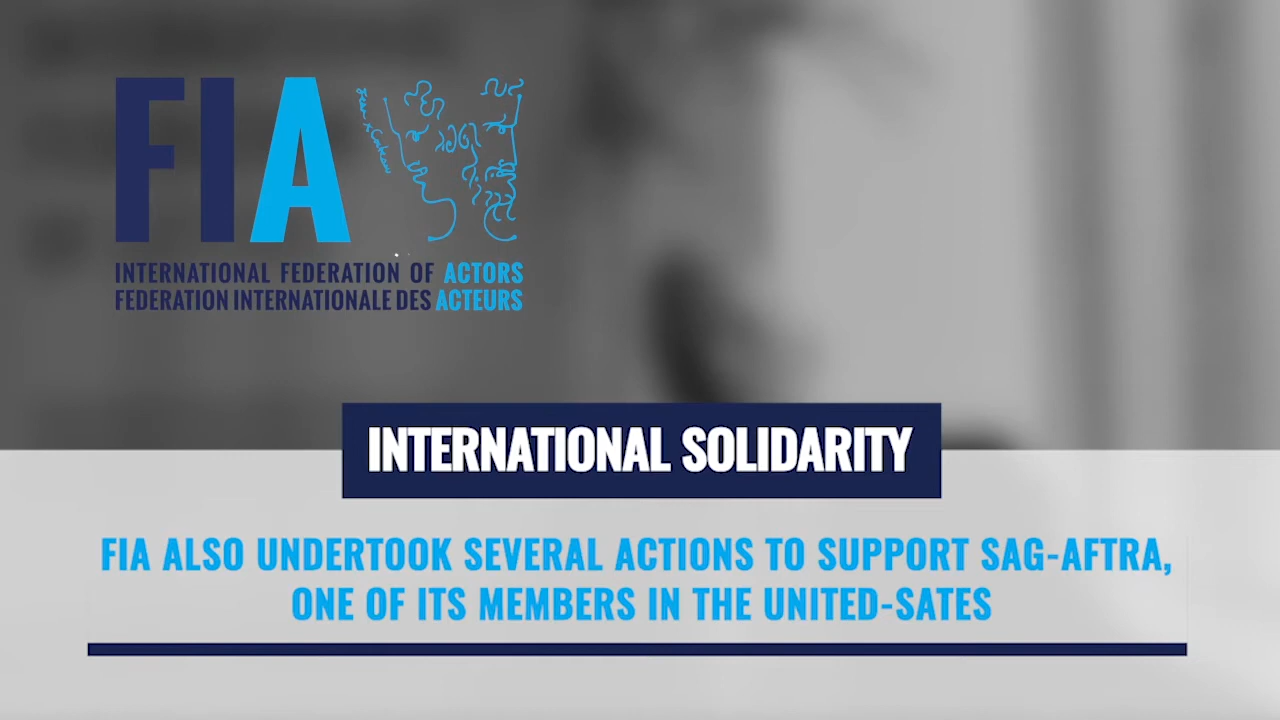 FIA
INTERNATIONAL FEDERATION OF ACTORS
FEDERATION INTERNATIONALE DES ACTEURS
INTERNATIONAL SOLIDARITY
FIA ALSO UNDERTOOK SEVERAL ACTIONS TO SUPPORT SAG-AFTRA,
ONE OF ITS MEMBERS IN THE UNITED-SATES